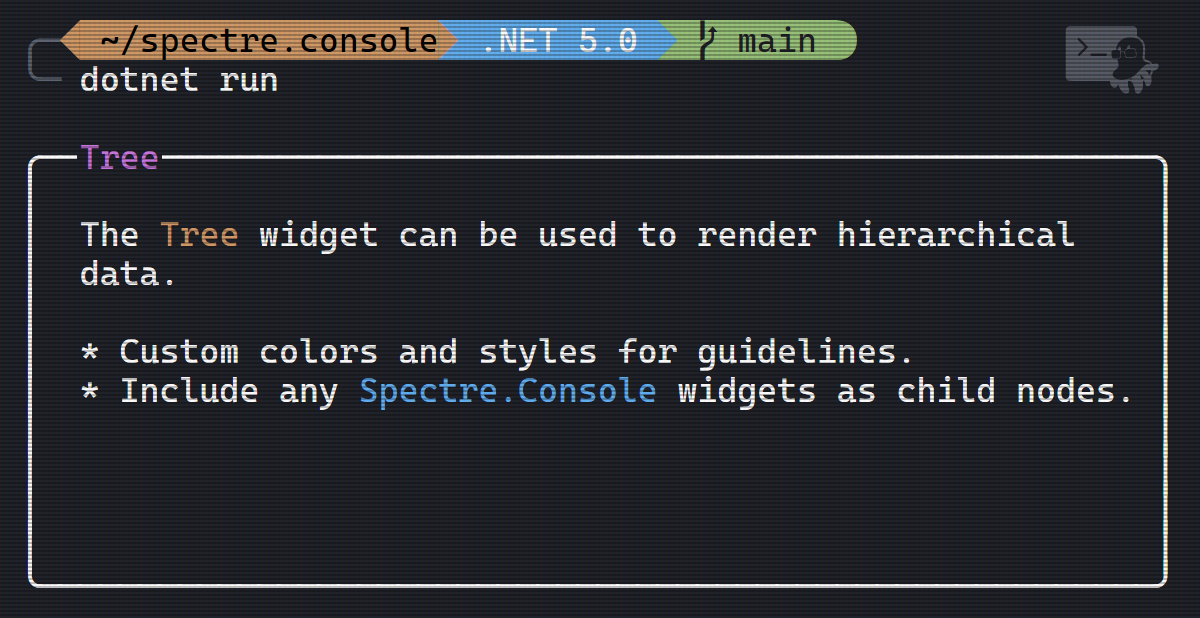 ~/spectre.console .NET 5.0 main
dotnet run
Tree
The Tree widget can be used to render hierarchical
data.
* Custom colors and styles for guidelines.
* Include any Spectre.Console widgets as child nodes.